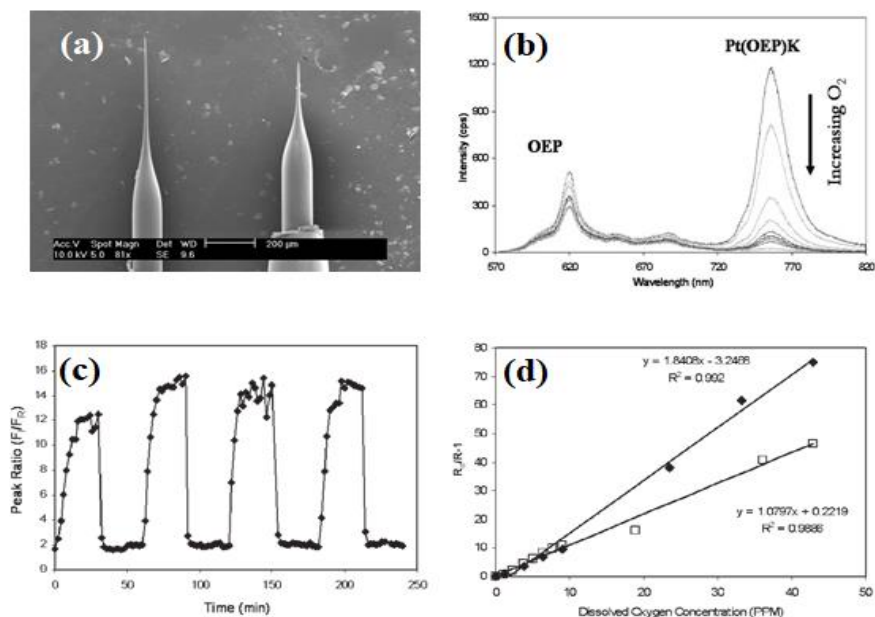 (a)
Acc.V Spot Magn Det WD 200 µm
10.0 kV 5.0 81x SE 9.6
(b)
Pt(OEP)K
OEP
Increasing O₂
Intensity (cps)
1500
1200
900
600
300
0
570 620 670 720 770 820
Wavelength (nm)
(c)
Peak Ratio (Fᵢ/F_R)
18
16
14
12
10
8
6
4
2
0
0 50 100 150 200 250
Time (min)
(d)
y = 1.8408x - 3.2466
R² = 0.992
y = 1.0797x + 0.2219
R² = 0.9886
R₀/R-1
80
70
60
50
40
30
20
10
0
0 10 20 30 40 50
Dissolved Oxygen Concentration (PPM)